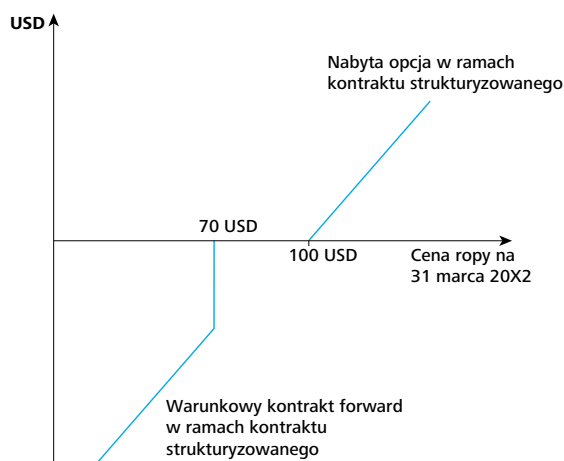 USD
Nabyta opcja w ramach
kontraktu strukturyzowanego
70 USD
100 USD
Cena ropy na
31 marca 20X2
Warunkowy kontrakt forward
w ramach kontraktu
strukturyzowanego